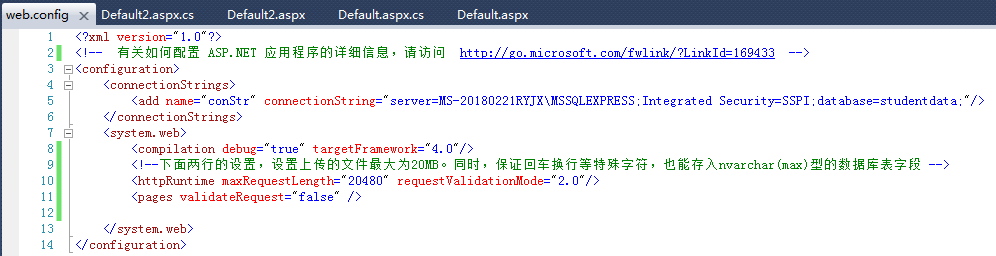 web.config × Default2.aspx.cs Default2.aspx Default.aspx.cs Default.aspx
1 <?xml version="1.0"?>
2 <!-- 有关如何配置 ASP.NET 应用程序的详细信息，请访问 http://go.microsoft.com/fwlink/?LinkId=169433 -->
3 <configuration>
4 <connectionStrings>
5 <add name="conStr" connectionString="server=MS-20180221RYJX\MSSQLEXPRESS;Integrated Security=SSPI;database=studentdata;"/>
6 </connectionStrings>
7 <system.web>
8 <compilation debug="true" targetFramework="4.0"/>
9 <!--下面两行的设置，设置上传的文件最大为20MB。同时，保证回车换行等特殊字符，也能存入nvarchar(max)型的数据库表字段 -->
10 <httpRuntime maxRequestLength="20480" requestValidationMode="2.0"/>
11 <pages validateRequest="false" />
12
13 </system.web>
14 </configuration>